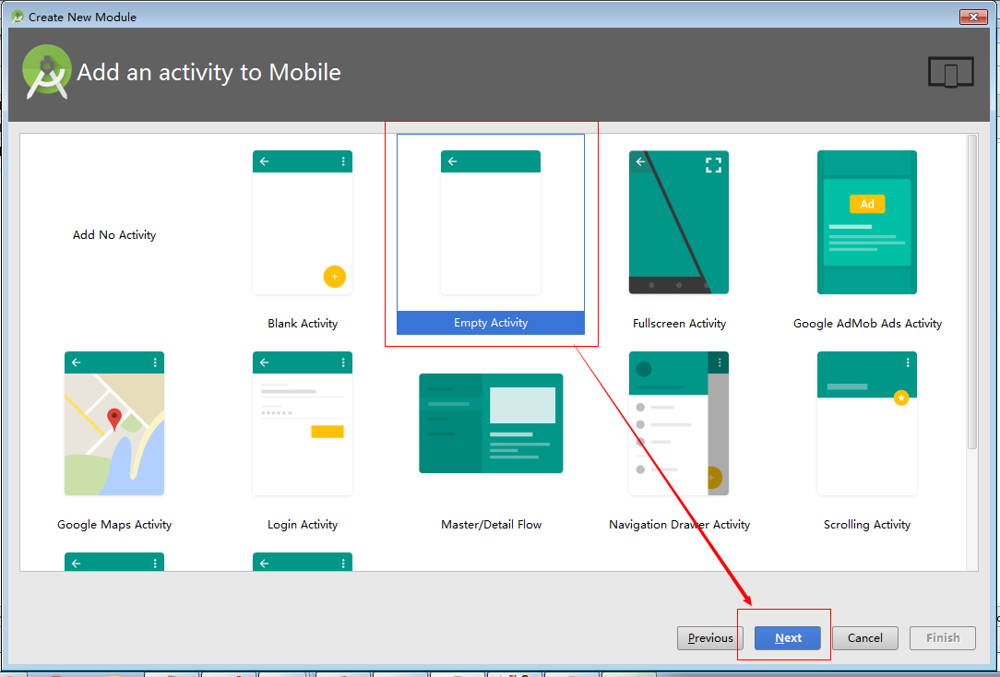 Create New Module
Add an activity to Mobile
Add No Activity
Blank Activity
Empty Activity
Fullscreen Activity
Ad
Google AdMob Ads Activity
Google Maps Activity
Login Activity
Master/Detail Flow
Navigation Drawer Activity
Scrolling Activity
Previous
Next
Cancel
Finish